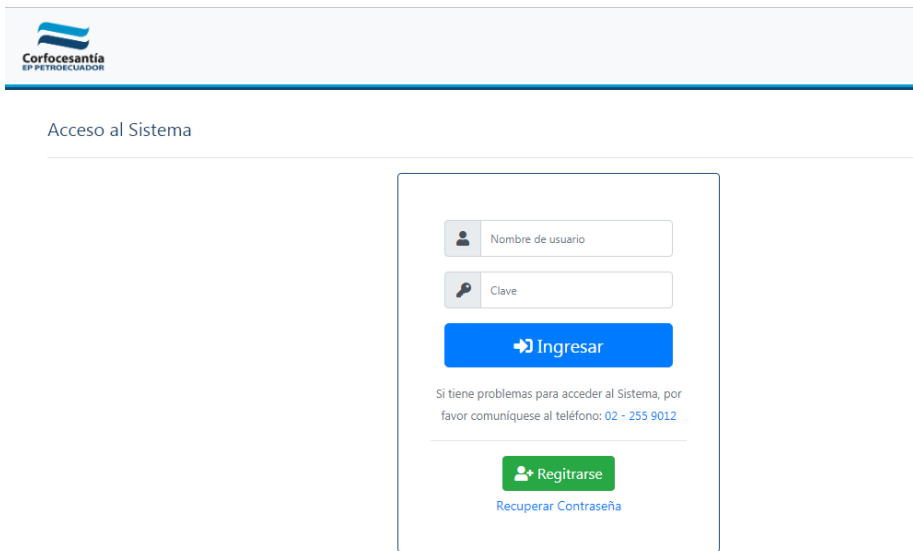 Corfocesantía
EP PETROECUADOR
Acceso al Sistema
Nombre de usuario
Clave
Ingresar
Si tiene problemas para acceder al Sistema, por
favor comuníquese al teléfono: 02 - 255 9012
Regitrarse
Recuperar Contraseña